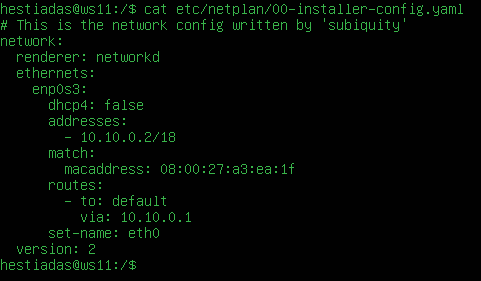 hestiadas@ws11:/$ cat etc/netplan/00-installer-config.yaml
# This is the network config written by 'subiquity'
network:
  renderer: networkd
  ethernets:
    enp0s3:
      dhcp4: false
      addresses:
        - 10.10.0.2/18
      match:
        macaddress: 08:00:27:a3:ea:1f
      routes:
        - to: default
          via: 10.10.0.1
      set-name: eth0
  version: 2
hestiadas@ws11:/$